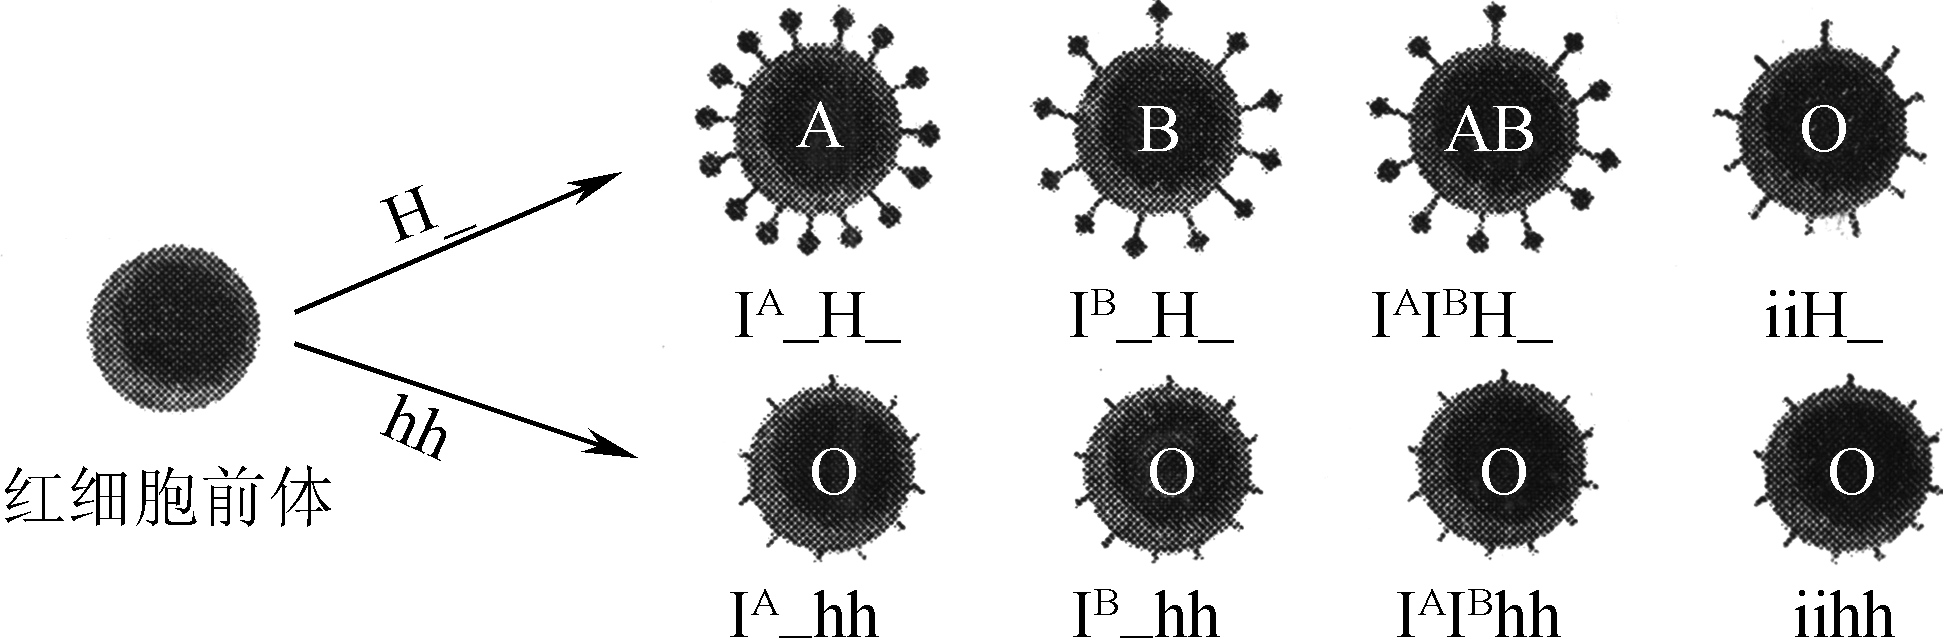 A B AB O
H_
Iᴬ_H_ Iᴮ_H_ IᴬIᴮH_ iiH_
hh
红细胞前体
O O O O
Iᴬ_hh Iᴮ_hh IᴬIᴮhh iihh